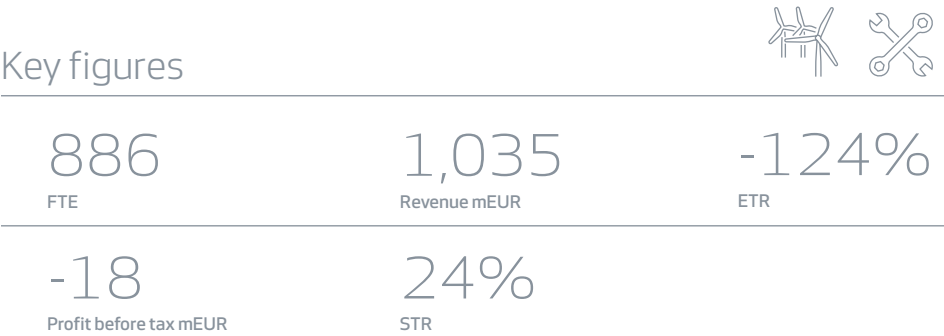 Key figures
886
1,035
-124%
FTE
Revenue mEUR
ETR
-18
24%
Profit before tax mEUR
STR